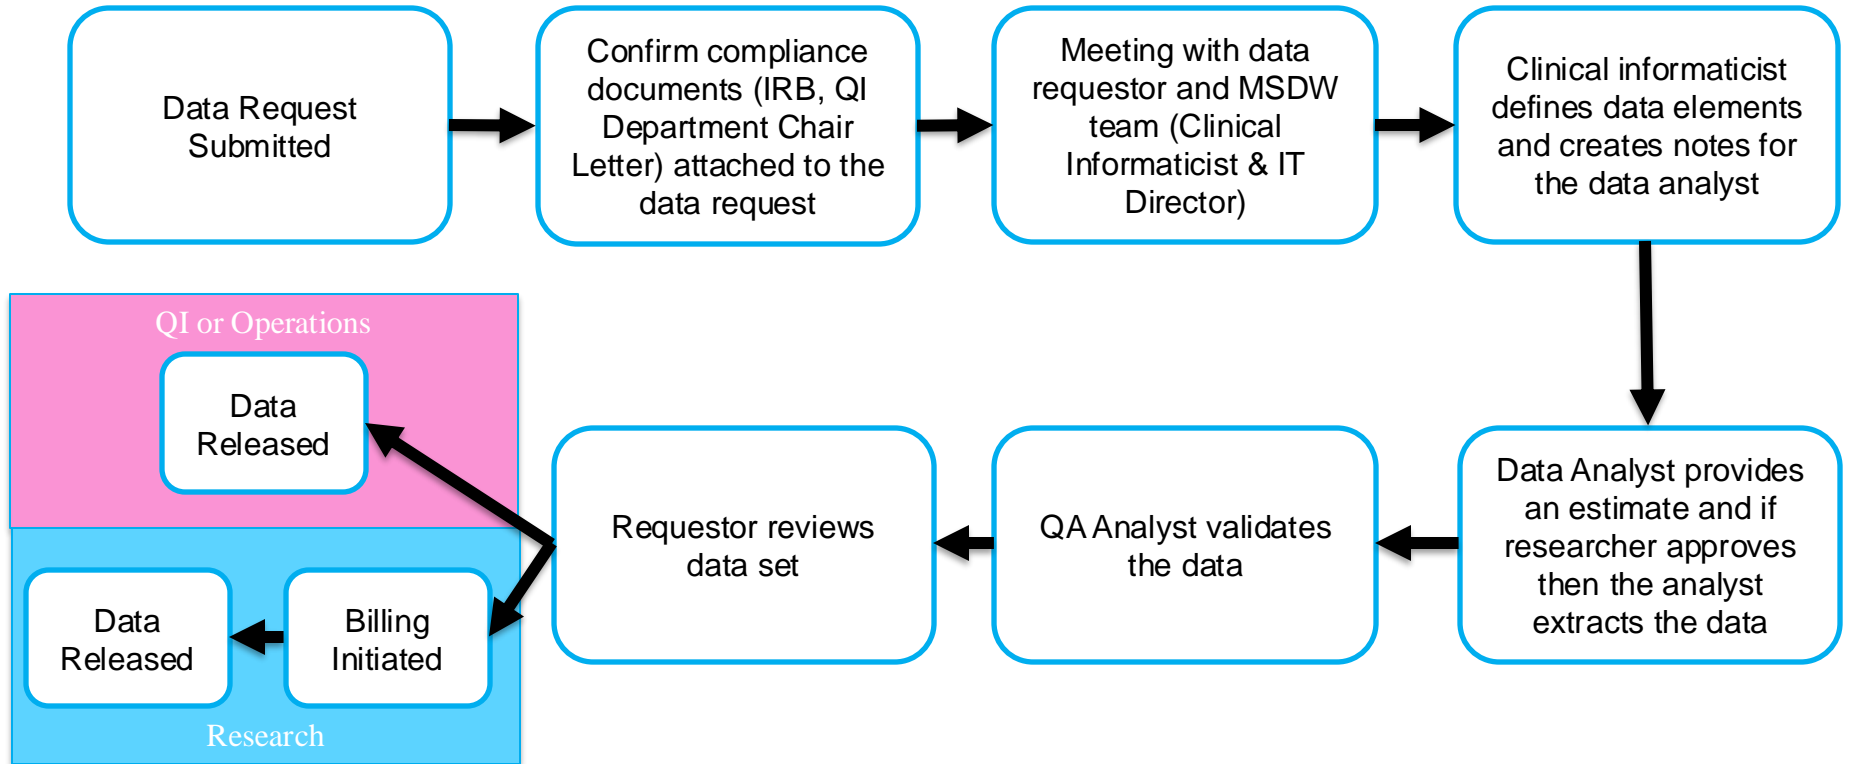 Data Request
Submitted
Confirm compliance
documents (IRB, QI
Department Chair
Letter) attached to the
data request
Meeting with data
requestor and MSDW
team (Clinical
Informaticist & IT
Director)
Clinical informaticist
defines data elements
and creates notes for
the data analyst
Data Analyst provides
an estimate and if
researcher approves
then the analyst
extracts the data
QA Analyst validates
the data
Requestor reviews
data set
QI or Operations
Data
Released
Billing
Initiated
Data
Released
Research